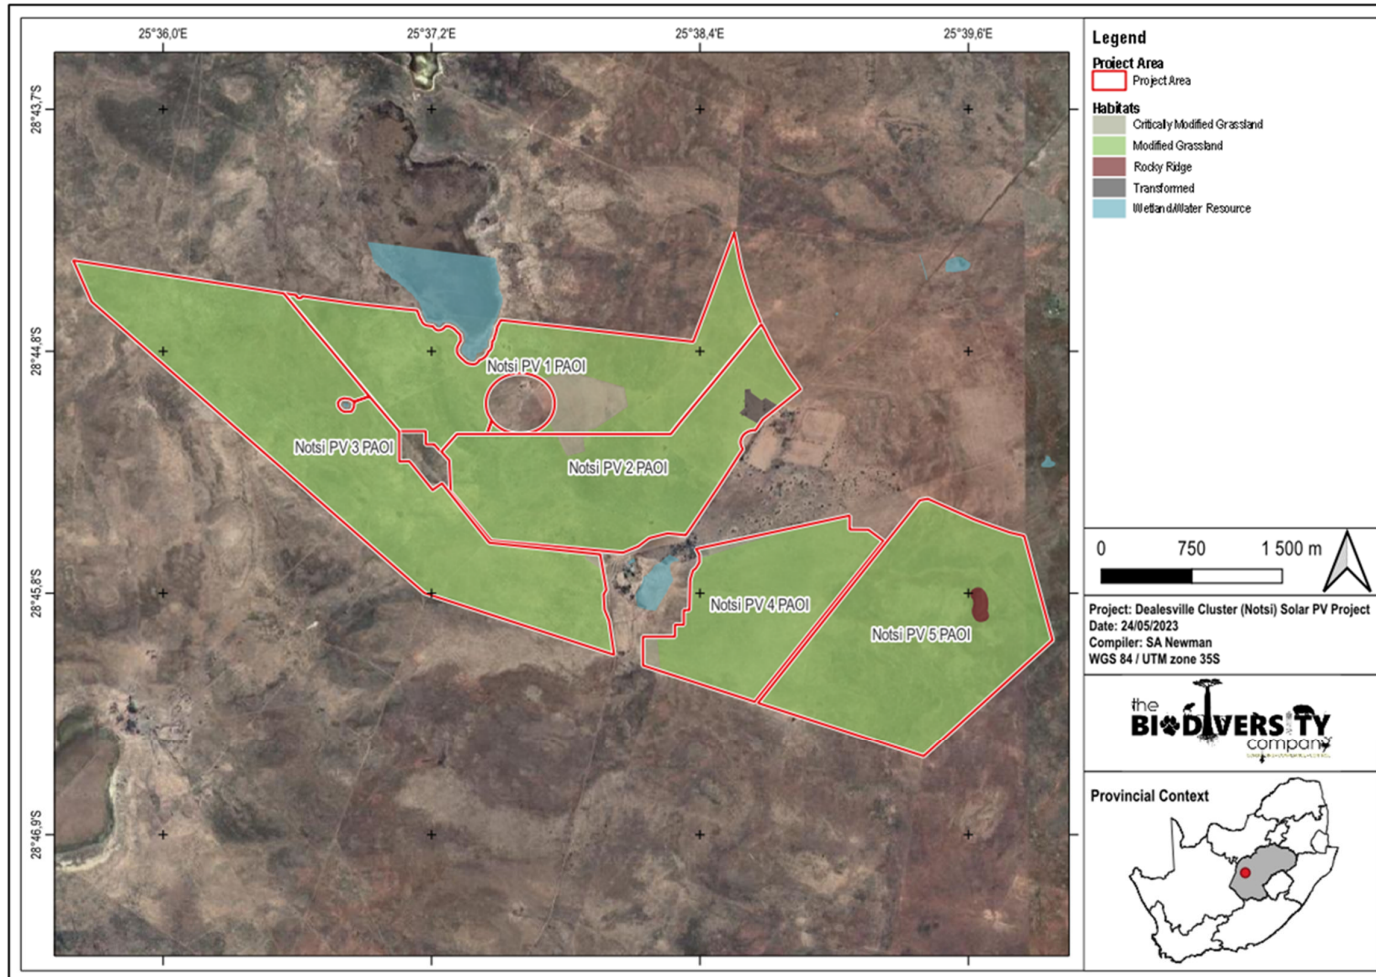 25°36,0'E
25°37,2'E
25°38,4'E
25°39,6'E
28°43,7'S
28°44,8'S
28°45,8'S
28°46,9'S
Notsi PV 1 PAOI
Notsi PV 3 PAOI
Notsi PV 2 PAOI
Notsi PV 4 PAOI
Notsi PV 5 PAOI
Legend
Project Area
Project Area
Habitats
Critically Modified Grassland
Modified Grassland
Rocky Ridge
Transformed
Wetland/Water Resource
0 750 1 500 m
Project: Dealesville Cluster (Notsi) Solar PV Project
Date: 24/05/2023
Compiler: SA Newman
WGS 84 / UTM zone 35S
the
BIODIVERSITY
company
Provincial Context